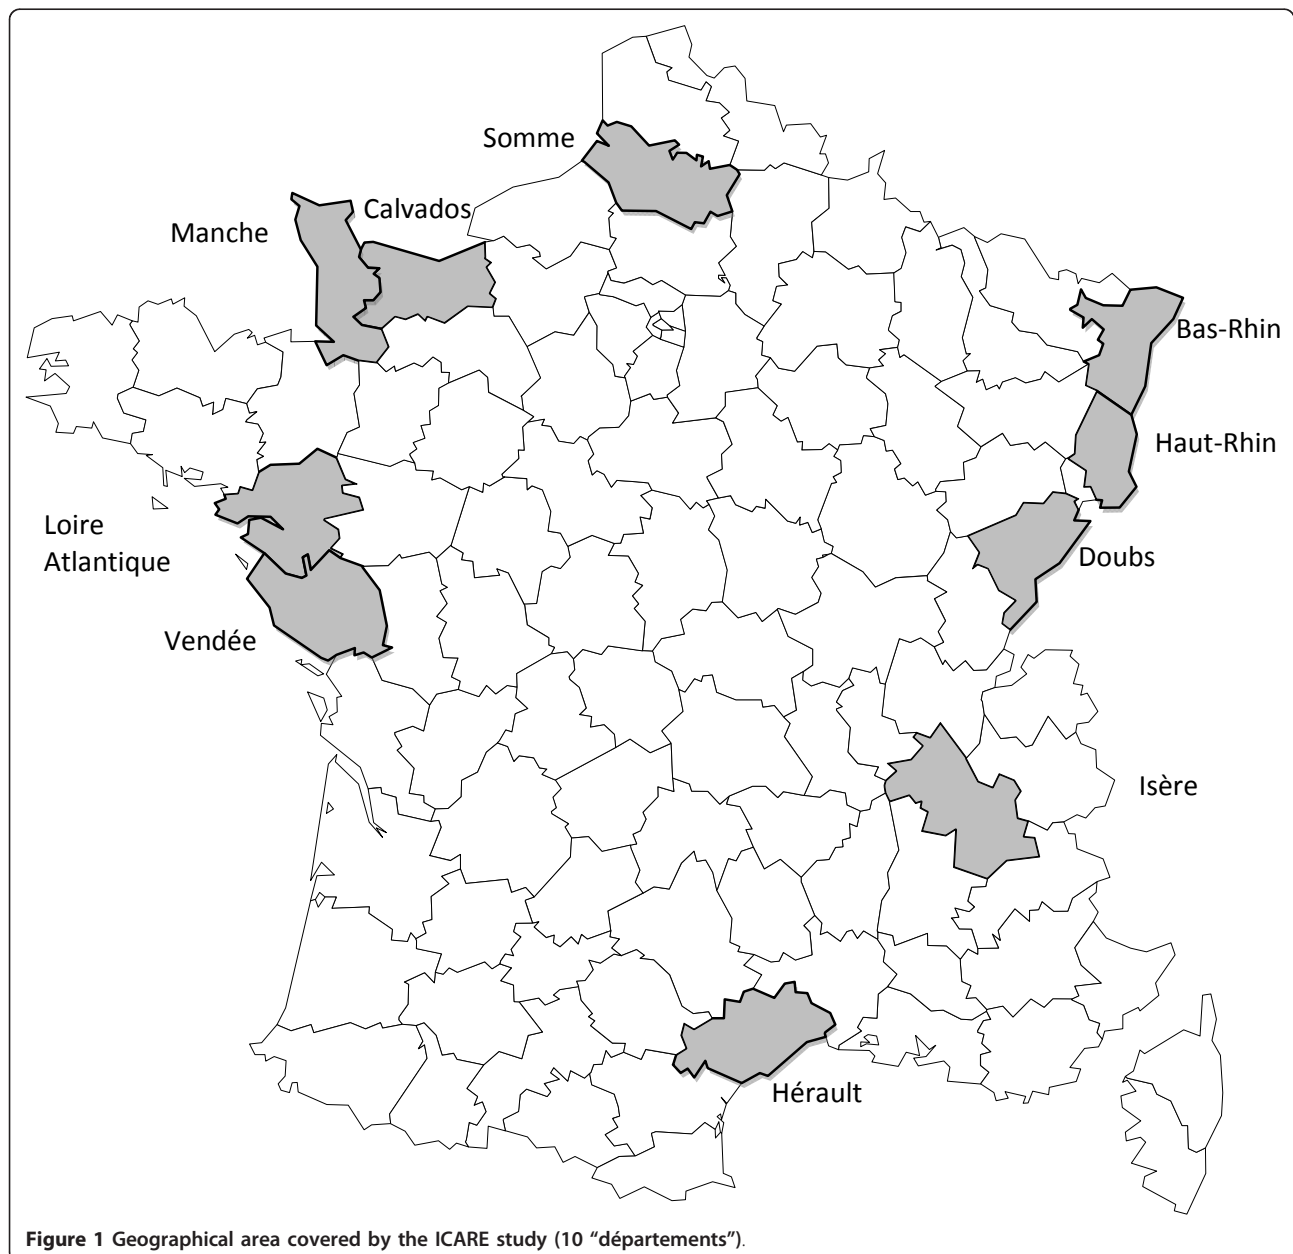 Somme
Calvados
Manche
Bas-Rhin
Haut-Rhin
Loire
Atlantique
Doubs
Vendée
Isère
Hérault
Figure 1 Geographical area covered by the ICARE study (10 “départements”).